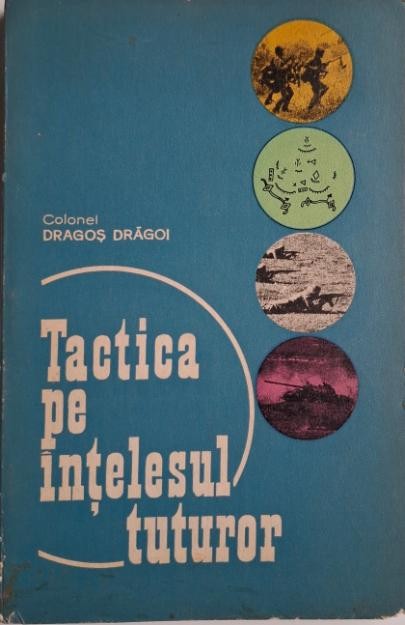 Colonel
DRAGOȘ DRĂGOI
Tactica
pe
înțelesul
tuturor